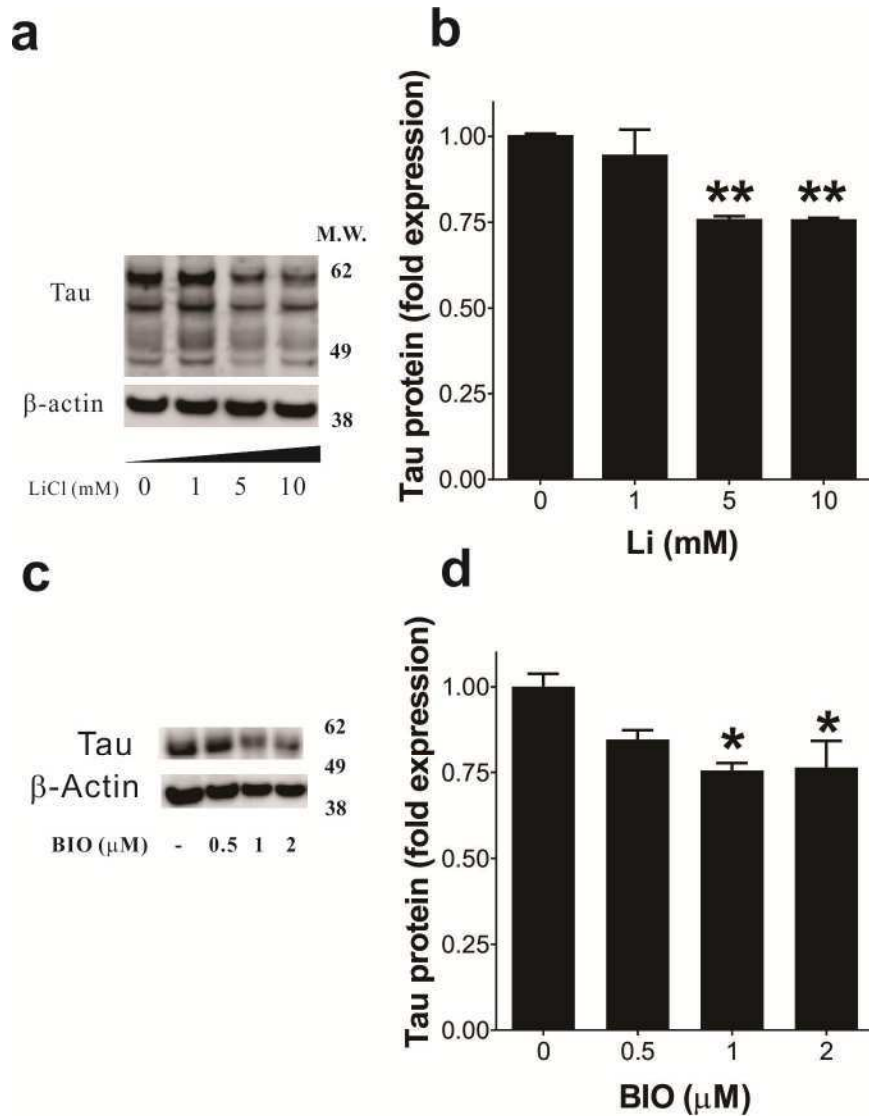 a
M.W.
Tau
62
49
β-actin
38
LiCl (mM) 0 1 5 10
b
Tau protein (fold expression)
1.00
0.75
0.50
0.25
0.00
** **
0 1 5 10
Li (mM)
c
Tau
62
49
β-Actin
38
BIO (μM) - 0.5 1 2
d
Tau protein (fold expression)
1.00
0.75
0.50
0.25
0.00
* *
0 0.5 1 2
BIO (μM)